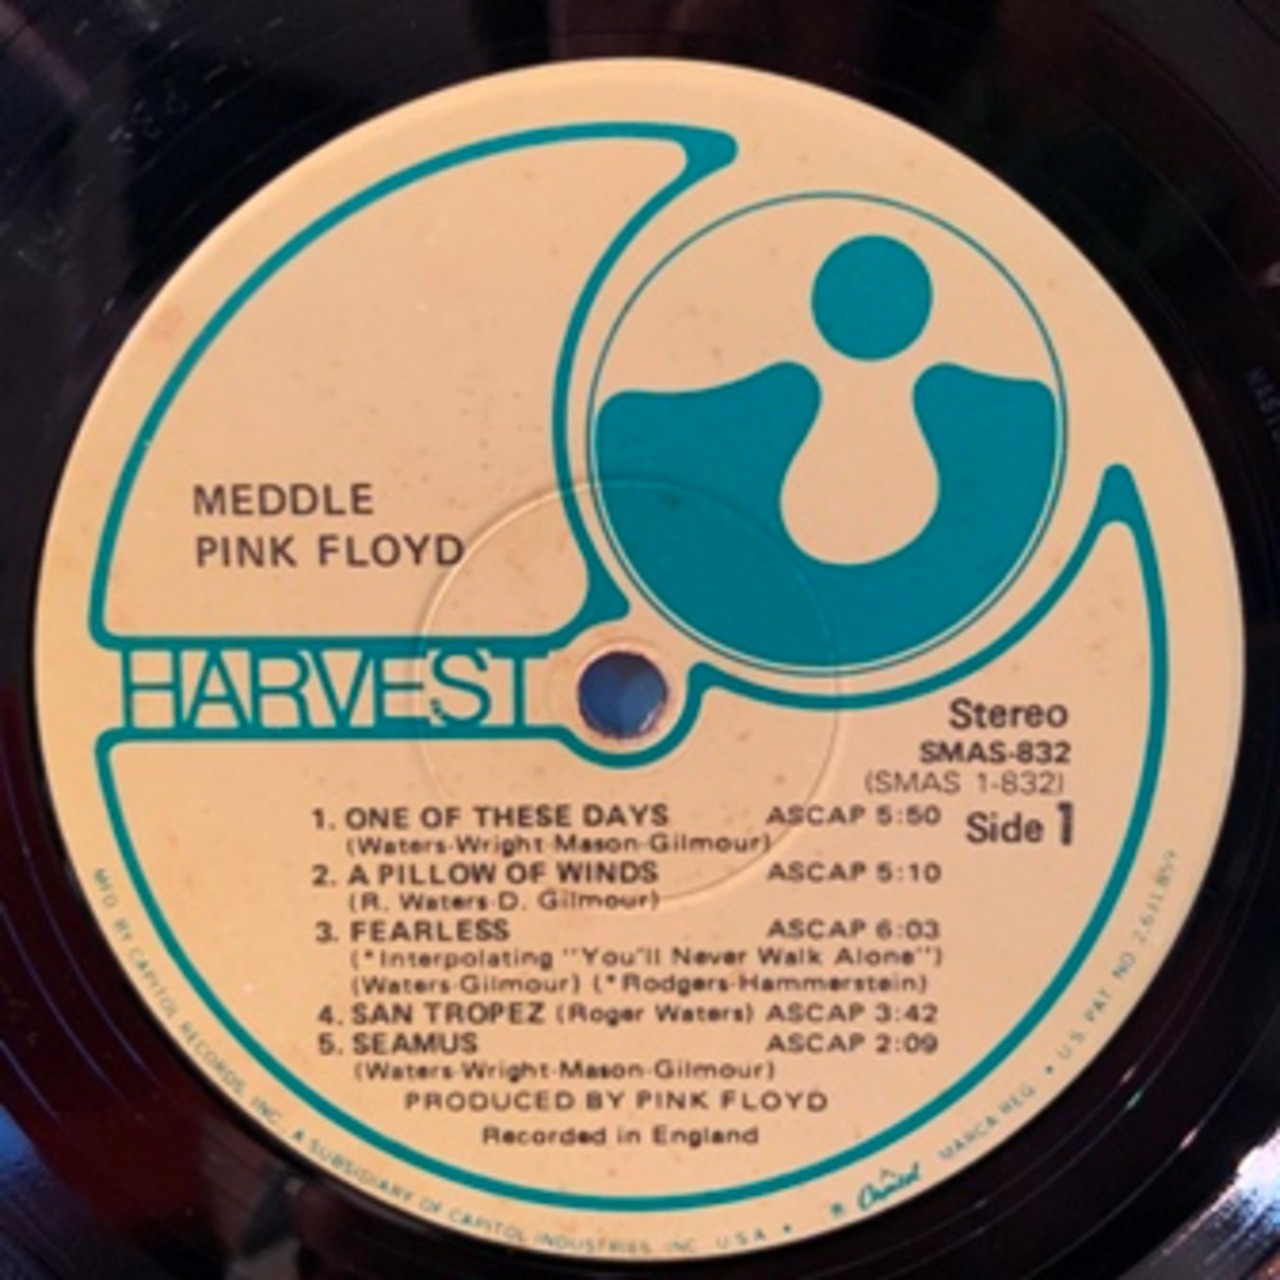 MEDDLE
PINK FLOYD
HARVEST
Stereo
SMAS-832
(SMAS 1-832)
Side 1
1. ONE OF THESE DAYS ASCAP 5:50
(Waters-Wright-Mason-Gilmour)
2. A PILLOW OF WINDS ASCAP 5:10
(R. Waters-D. Gilmour)
3. FEARLESS ASCAP 6:03
(*Interpolating "You'll Never Walk Alone")
(Waters-Gilmour) (*Rodgers-Hammerstein)
4. SAN TROPEZ (Roger Waters) ASCAP 3:42
5. SEAMUS ASCAP 2:09
(Waters-Wright-Mason-Gilmour)
PRODUCED BY PINK FLOYD
Recorded in England
MFD. BY CAPITOL RECORDS, INC. A SUBSIDIARY OF CAPITOL INDUSTRIES, INC. U.S.A. • ® Capitol MARCA REG. • U.S. PAT. NO. 2,631,859